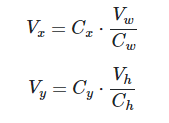 V_x = C_x · V_w / C_w
V_y = C_y · V_h / C_h